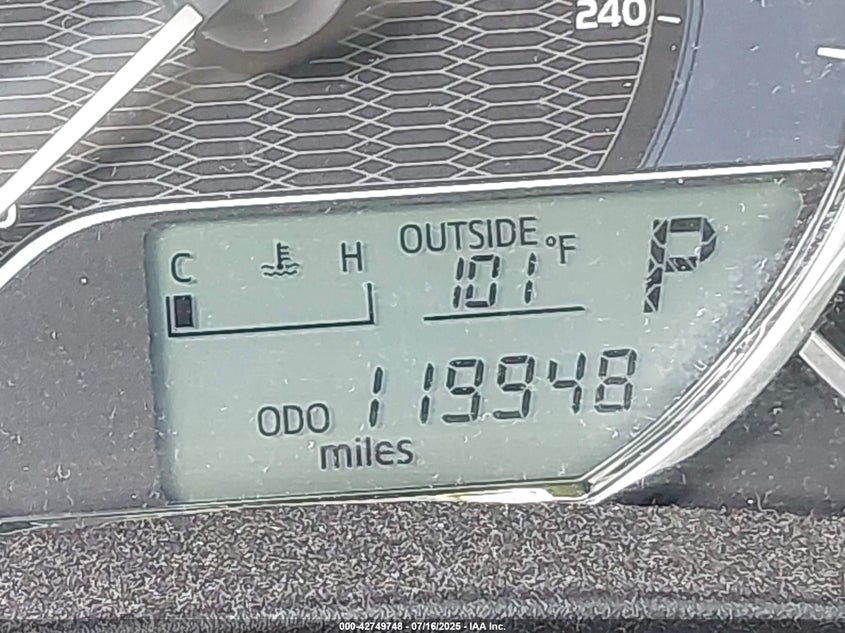 240
C H OUTSIDE °F
101 P
ODO 119948
miles
000-42749748 - 07/16/2025 - IAA Inc.